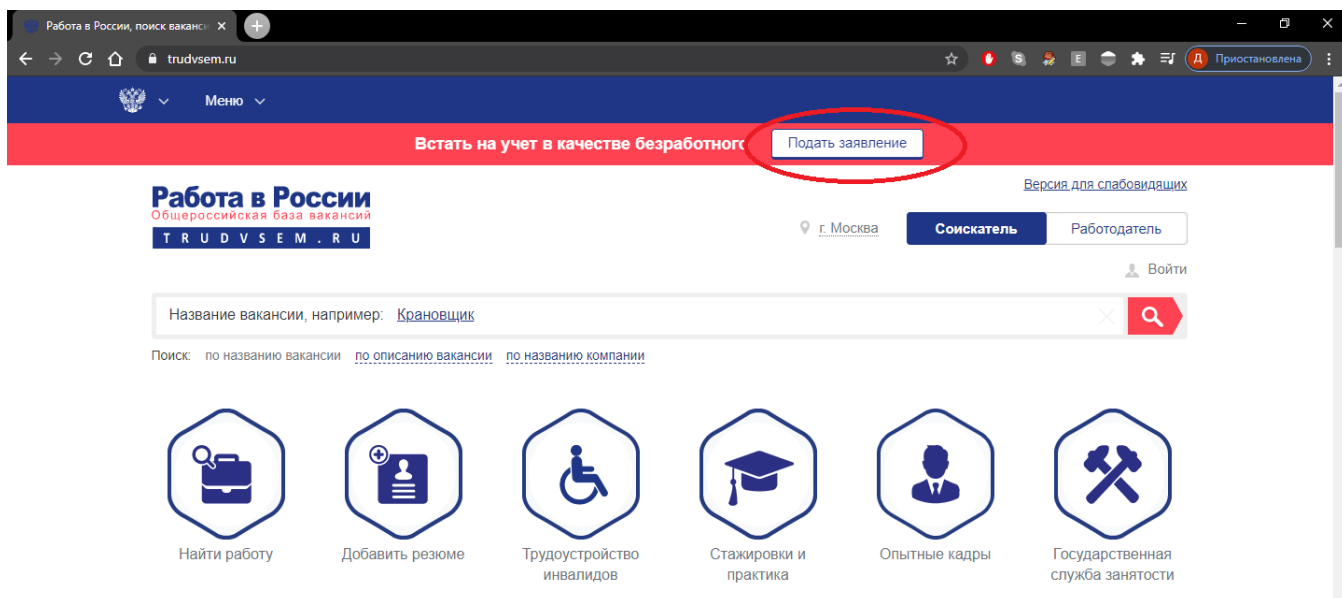 Работа в России, поиск ваканси
trudvsem.ru
Д Приостановлена
Меню
Встать на учет в качестве безработного Подать заявление
Версия для слабовидящих
Работа в России
Общероссийская база вакансий
TRUDVSEM.RU
г. Москва Соискатель Работодатель
Войти
Название вакансии, например: Крановщик
Поиск: по названию вакансии по описанию вакансии по названию компании
Найти работу
Добавить резюме
Трудоустройство
инвалидов
Стажировки и
практика
Опытные кадры
Государственная
служба занятости